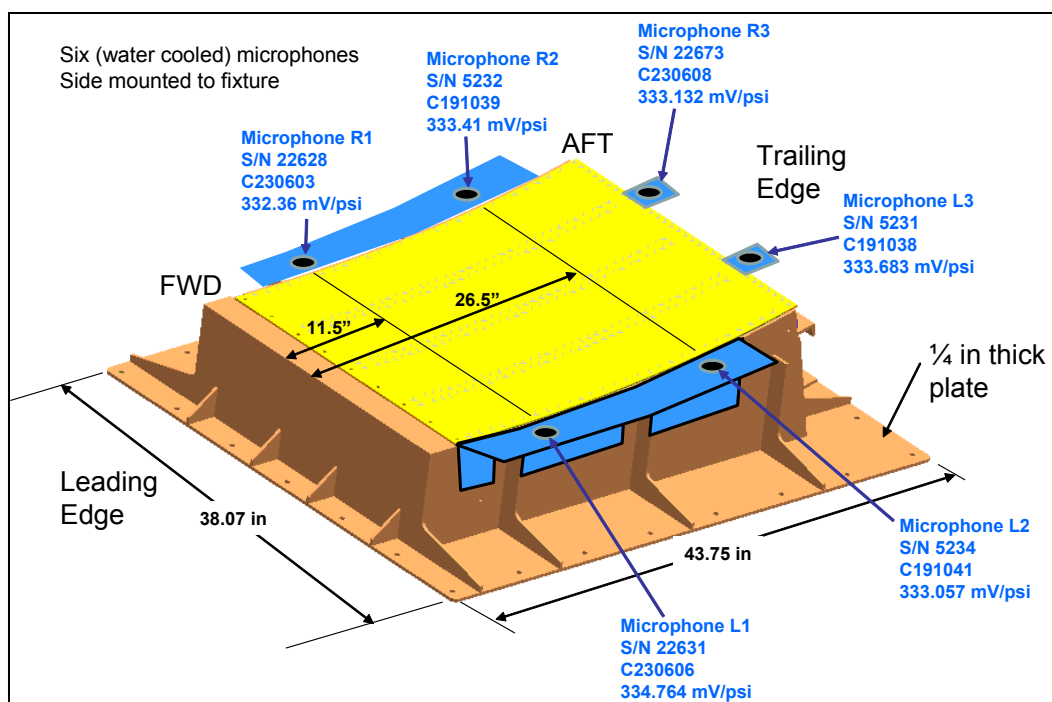 Six (water cooled) microphones
Side mounted to fixture
Microphone R1
S/N 22628
C230603
332.36 mV/psi
Microphone R2
S/N 5232
C191039
333.41 mV/psi
Microphone R3
S/N 22673
C230608
333.132 mV/psi
AFT
Trailing
Edge
Microphone L3
S/N 5231
C191038
333.683 mV/psi
FWD
11.5”
26.5”
¼ in thick
plate
Leading
Edge
38.07 in
43.75 in
Microphone L2
S/N 5234
C191041
333.057 mV/psi
Microphone L1
S/N 22631
C230606
334.764 mV/psi